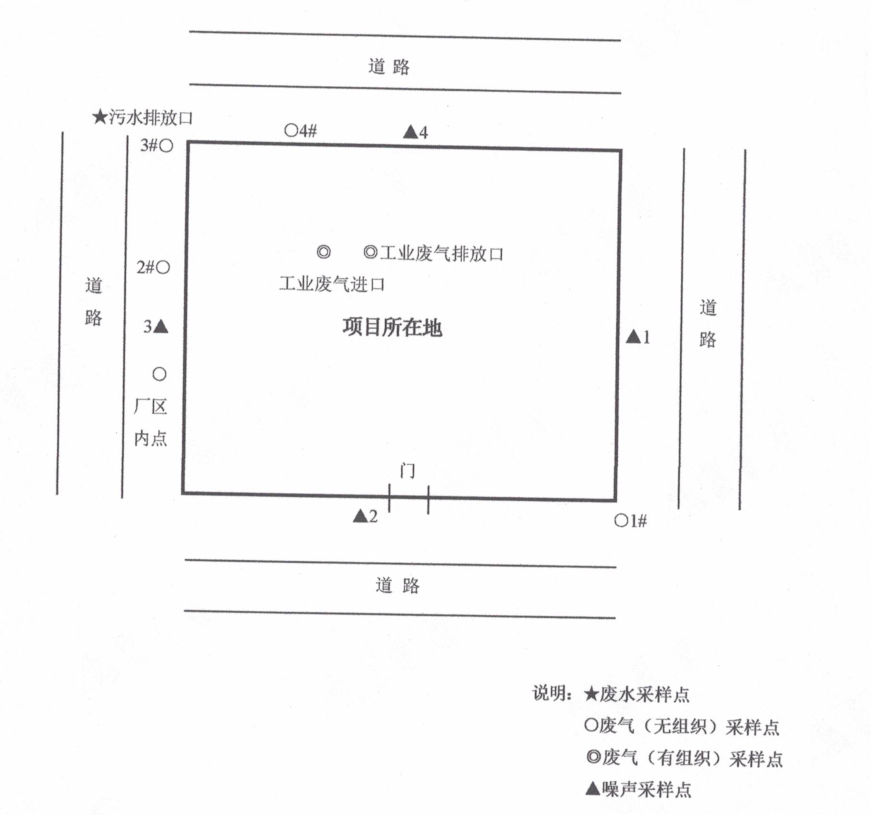 道 路
★污水排放口
○4#
▲4
3#○
◎ ◎工业废气排放口
2#○
工业废气进口
道
路
道
路
3▲
项目所在地
▲1
○
厂区
内点
门
▲2
○1#
道 路
说明：★废水采样点
○废气（无组织）采样点
◎废气（有组织）采样点
▲噪声采样点